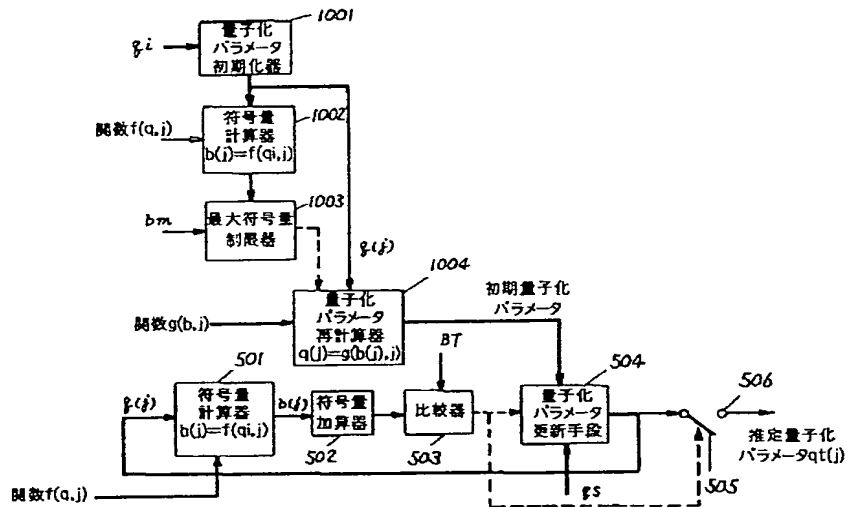 1001
qi
量子化
パラメータ
初期化器
1002
関数f(q,j)
符号量
計算器
b(j)=f(qi,j)
1003
bm
最大符号量
制限器
q(j)
1004
関数g(b,j)
量子化
パラメータ
再計算器
q(j)=g(b(j),j)
初期量子化
パラメータ
BT
501
q(j)
符号量
計算器
b(j)=f(qi,j)
b(j)
符号量
加算器
502
比較器
503
504
量子化
パラメータ
更新手段
506
推定量子化
パラメータqt(j)
505
qs
関数f(q,j)